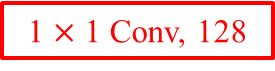 1 × 1 Conv, 128